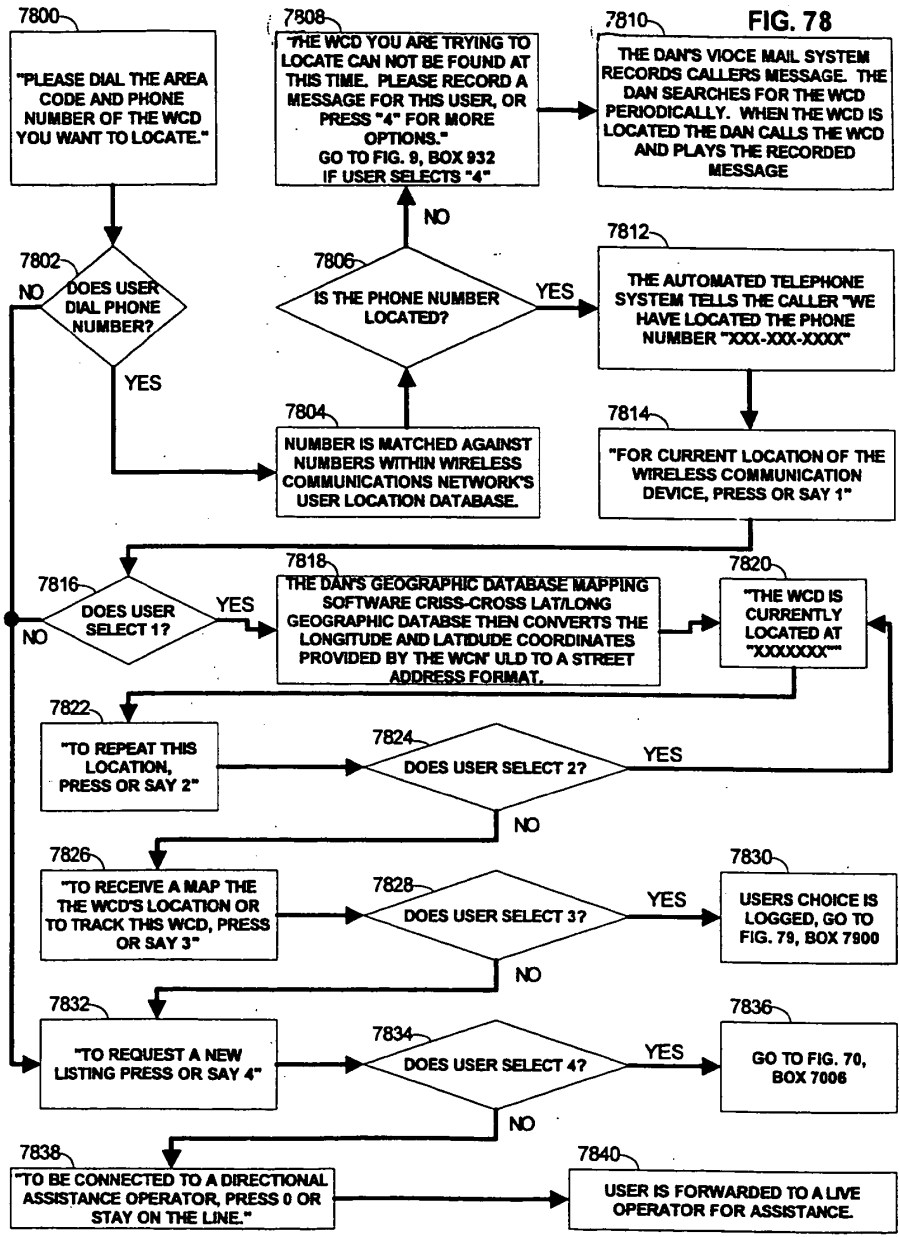 FIG. 78
7800
"PLEASE DIAL THE AREA
CODE AND PHONE
NUMBER OF THE WCD
YOU WANT TO LOCATE."
7808
"THE WCD YOU ARE TRYING TO
LOCATE CAN NOT BE FOUND AT
THIS TIME. PLEASE RECORD A
MESSAGE FOR THIS USER, OR
PRESS "4" FOR MORE
OPTIONS."
GO TO FIG. 9, BOX 932
IF USER SELECTS "4"
7810
THE DAN'S VIOCE MAIL SYSTEM
RECORDS CALLERS MESSAGE. THE
DAN SEARCHES FOR THE WCD
PERIODICALLY. WHEN THE WCD IS
LOCATED THE DAN CALLS THE WCD
AND PLAYS THE RECORDED
MESSAGE
NO
7802
DOES USER
DIAL PHONE
NUMBER?
NO
YES
7806
IS THE PHONE NUMBER
LOCATED?
YES
7812
THE AUTOMATED TELEPHONE
SYSTEM TELLS THE CALLER "WE
HAVE LOCATED THE PHONE
NUMBER "XXX-XXX-XXXX"
7804
NUMBER IS MATCHED AGAINST
NUMBERS WITHIN WIRELESS
COMMUNICATIONS NETWORK'S
USER LOCATION DATABASE.
7814
"FOR CURRENT LOCATION OF THE
WIRELESS COMMUNICATION
DEVICE, PRESS OR SAY 1"
7816
DOES USER
SELECT 1?
YES
NO
7818
THE DAN'S GEOGRAPHIC DATABASE MAPPING
SOFTWARE CRISS-CROSS LAT/LONG
GEOGRAPHIC DATABSE THEN CONVERTS THE
LONGITUDE AND LATIDUDE COORDINATES
PROVIDED BY THE WCN' ULD TO A STREET
ADDRESS FORMAT.
7820
"THE WCD IS
CURRENTLY
LOCATED AT
"XXXXXXX""
7822
"TO REPEAT THIS
LOCATION,
PRESS OR SAY 2"
7824
DOES USER SELECT 2?
YES
NO
7826
"TO RECEIVE A MAP THE
THE WCD'S LOCATION OR
TO TRACK THIS WCD, PRESS
OR SAY 3"
7828
DOES USER SELECT 3?
YES
NO
7830
USERS CHOICE IS
LOGGED, GO TO
FIG. 79, BOX 7900
7832
"TO REQUEST A NEW
LISTING PRESS OR SAY 4"
7834
DOES USER SELECT 4?
YES
NO
7836
GO TO FIG. 70,
BOX 7006
7838
"TO BE CONNECTED TO A DIRECTIONAL
ASSISTANCE OPERATOR, PRESS 0 OR
STAY ON THE LINE."
7840
USER IS FORWARDED TO A LIVE
OPERATOR FOR ASSISTANCE.